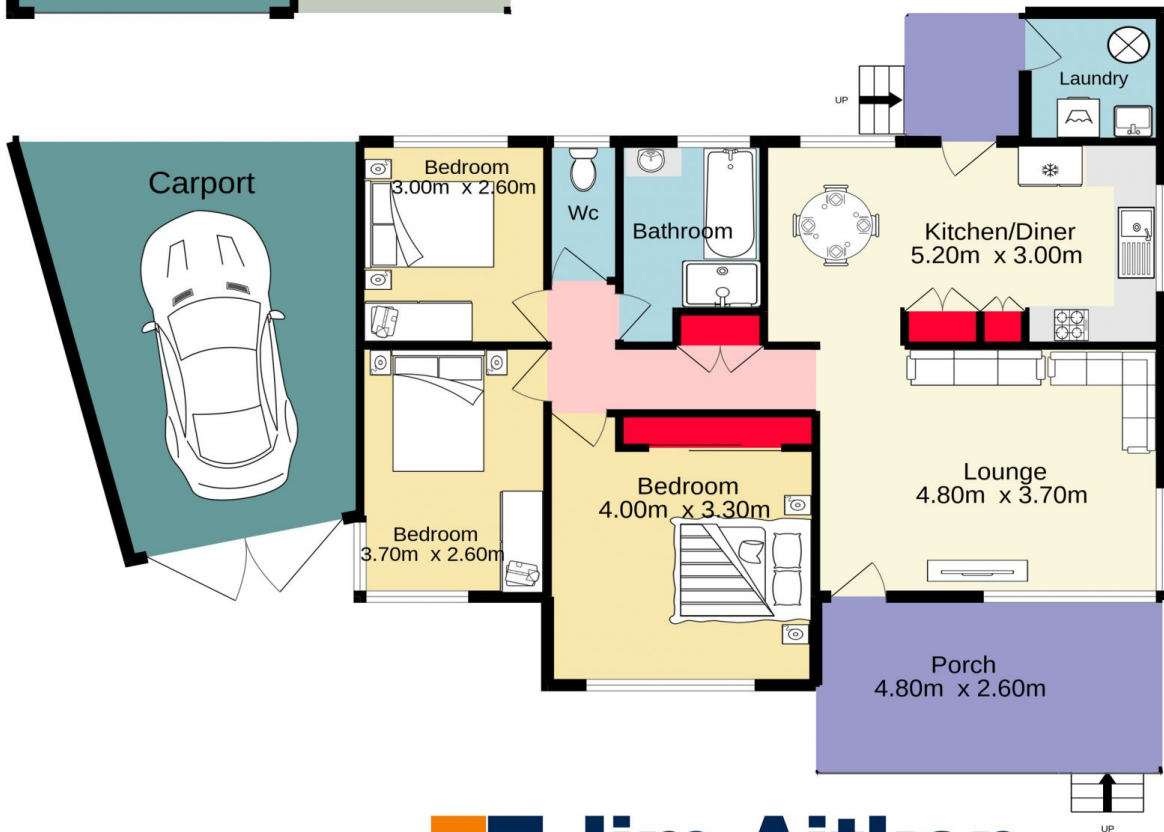 Laundry
UP
Carport
Bedroom
3.00m x 2.60m
Wc
Bathroom
Kitchen/Diner
5.20m x 3.00m
Lounge
4.80m x 3.70m
Bedroom
4.00m x 3.30m
Bedroom
3.70m x 2.60m
Porch
4.80m x 2.60m
UP